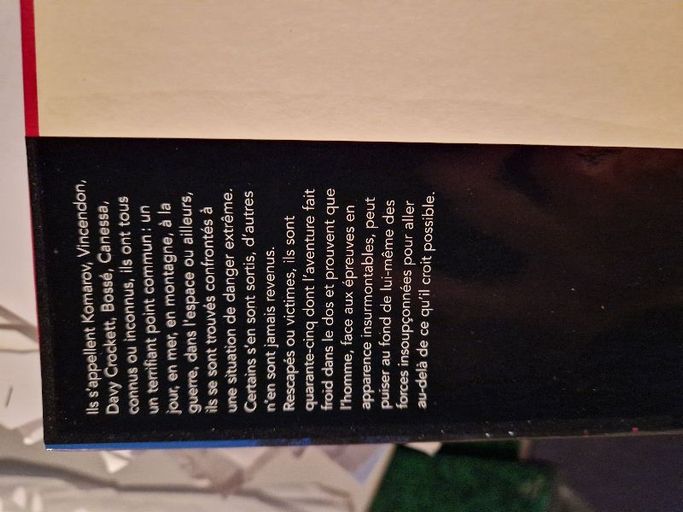 Ils s'appellent Komarov, Vincendon,
Davy Crockett, Bossé, Canessa,
connus ou inconnus, ils ont tous
un terrifiant point commun : un
jour, en mer, en montagne, à la
guerre, dans l'espace ou ailleurs,
ils se sont trouvés confrontés à
une situation de danger extrême.
Certains s'en sont sortis, d'autres
n'en sont jamais revenus.
Rescapés ou victimes, ils sont
quarante-cinq dont l'aventure fait
froid dans le dos et prouvent que
l'homme, face aux épreuves en
apparence insurmontables, peut
puiser au fond de lui-même des
forces insoupçonnées pour aller
au-delà de ce qu'il croit possible.